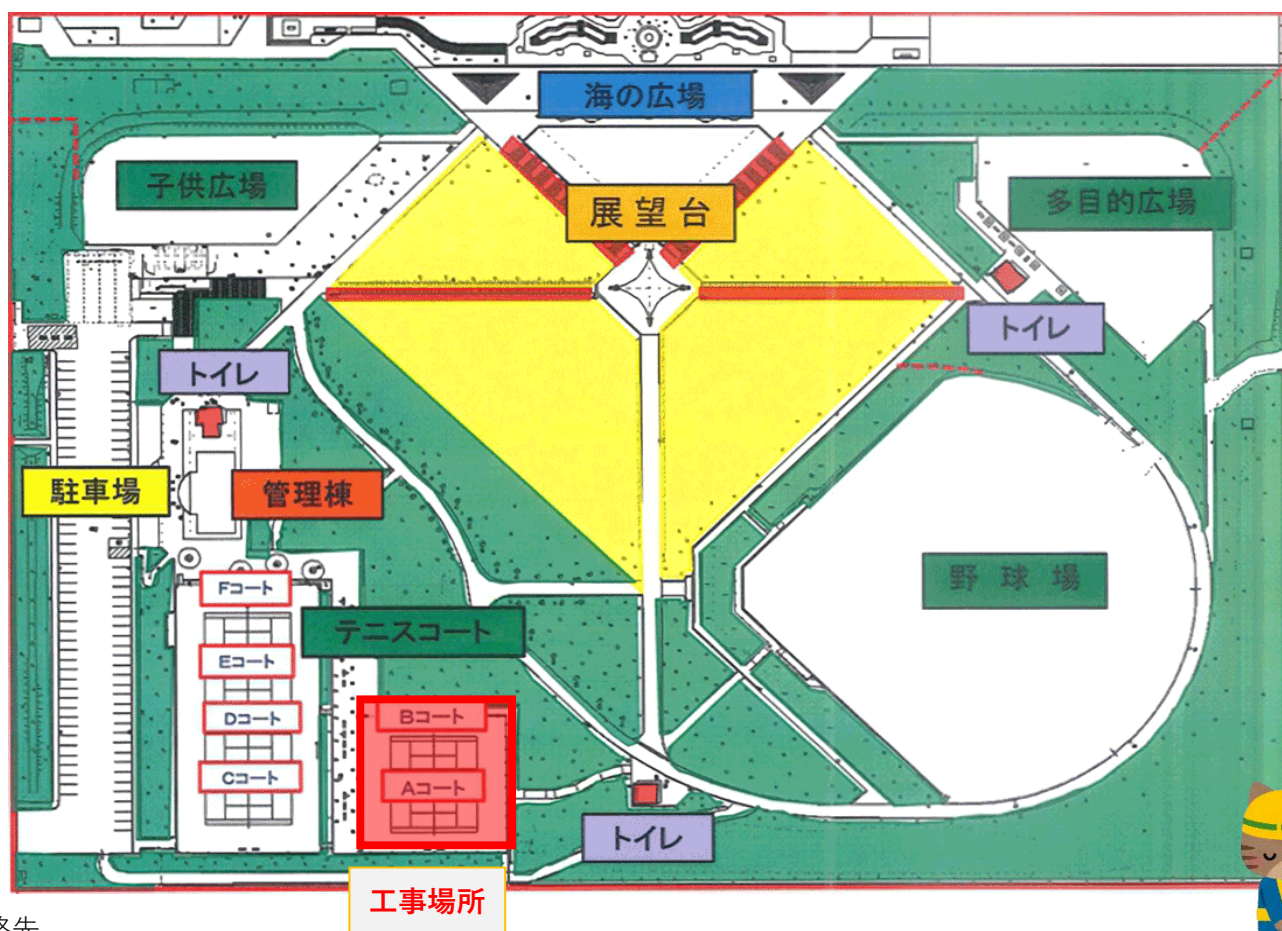 海の広場
子供広場
展望台
多目的広場
トイレ
トイレ
駐車場
管理棟
野球場
Fコート
テニスコート
Eコート
Dコート
Bコート
Cコート
Aコート
トイレ
工事場所
絡先